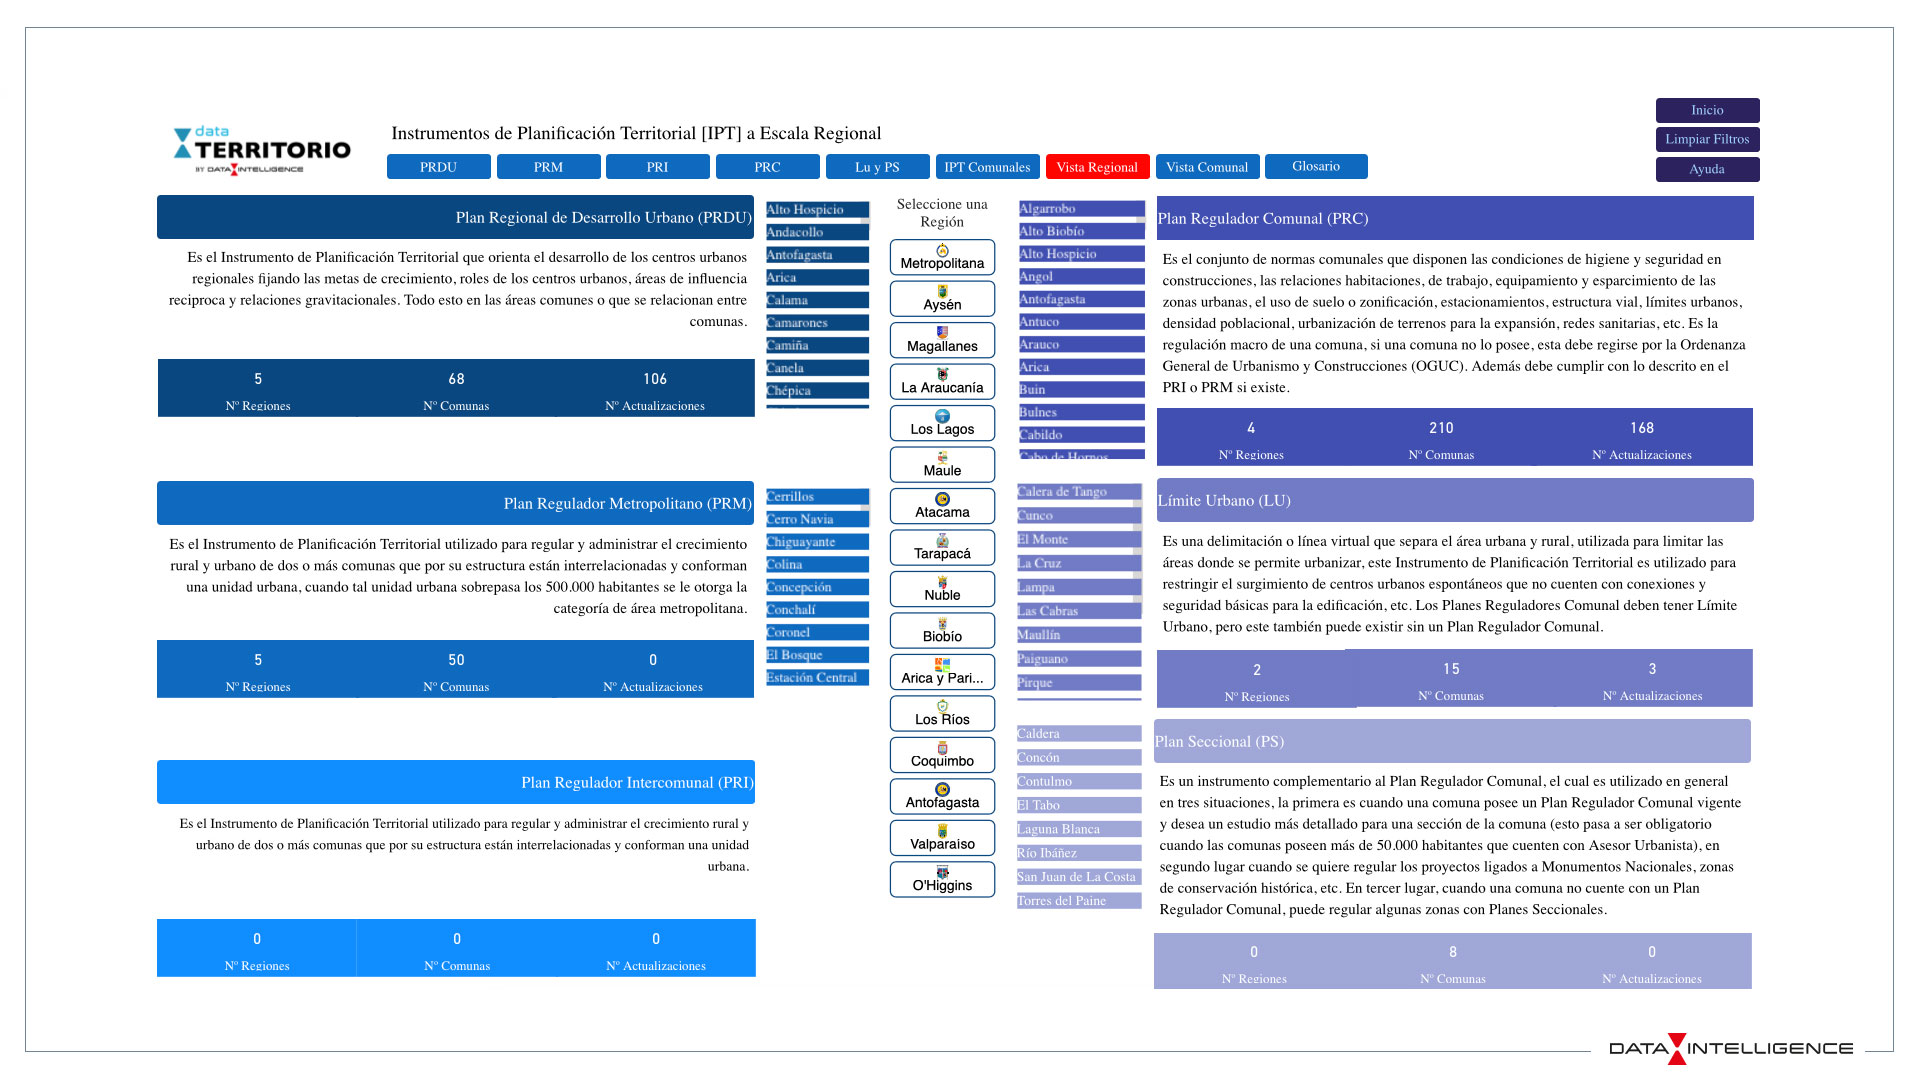 Inicio
Limpiar Filtros
Ayuda
data
TERRITORIO
BY DATA INTELLIGENCE
Instrumentos de Planificación Territorial [IPT] a Escala Regional
PRDU
PRM
PRI
PRC
Lu y PS
IPT Comunales
Vista Regional
Vista Comunal
Glosario
Plan Regional de Desarrollo Urbano (PRDU)
Es el Instrumento de Planificación Territorial que orienta el desarrollo de los centros urbanos
regionales fijando las metas de crecimiento, roles de los centros urbanos, áreas de influencia
reciproca y relaciones gravitacionales. Todo esto en las áreas comunes o que se relacionan entre
comunas.
5
Nº Regiones
68
Nº Comunas
106
Nº Actualizaciones
Plan Regulador Metropolitano (PRM)
Es el Instrumento de Planificación Territorial utilizado para regular y administrar el crecimiento
rural y urbano de dos o más comunas que por su estructura están interrelacionadas y conforman
una unidad urbana, cuando tal unidad urbana sobrepasa los 500.000 habitantes se le otorga la
categoría de área metropolitana.
5
Nº Regiones
50
Nº Comunas
0
Nº Actualizaciones
Plan Regulador Intercomunal (PRI)
Es el Instrumento de Planificación Territorial utilizado para regular y administrar el crecimiento rural y
urbano de dos o más comunas que por su estructura están interrelacionadas y conforman una unidad
urbana.
0
Nº Regiones
0
Nº Comunas
0
Nº Actualizaciones
Alto Hospicio
Andacollo
Antofagasta
Arica
Calama
Camarones
Camiña
Canela
Chépica
Cerrillos
Cerro Navia
Chiguayante
Colina
Concepción
Conchalí
Coronel
El Bosque
Estación Central
Seleccione una
Región
Metropolitana
Aysén
Magallanes
La Araucanía
Los Lagos
Maule
Atacama
Tarapacá
Ñuble
Biobío
Arica y Pari...
Los Ríos
Coquimbo
Antofagasta
Valparaiso
O'Higgins
Algarrobo
Alto Biobío
Alto Hospicio
Angol
Antofagasta
Antuco
Arauco
Arica
Buin
Bulnes
Cabildo
Cabo de Hornos
Calera de Tango
Cunco
El Monte
La Cruz
Lampa
Las Cabras
Maullín
Paiguano
Pirque
Caldera
Concón
Contulmo
El Tabo
Laguna Blanca
Río Ibáñez
San Juan de La Costa
Torres del Paine
Plan Regulador Comunal (PRC)
Es el conjunto de normas comunales que disponen las condiciones de higiene y seguridad en
construcciones, las relaciones habitaciones, de trabajo, equipamiento y esparcimiento de las
zonas urbanas, el uso de suelo o zonificación, estacionamientos, estructura vial, límites urbanos,
densidad poblacional, urbanización de terrenos para la expansión, redes sanitarias, etc. Es la
regulación macro de una comuna, si una comuna no lo posee, esta debe regirse por la Ordenanza
General de Urbanismo y Construcciones (OGUC). Además debe cumplir con lo descrito en el
PRI o PRM si existe.
4
Nº Regiones
210
Nº Comunas
168
Nº Actualizaciones
Límite Urbano (LU)
Es una delimitación o línea virtual que separa el área urbana y rural, utilizada para limitar las
áreas donde se permite urbanizar, este Instrumento de Planificación Territorial es utilizado para
restringir el surgimiento de centros urbanos espontáneos que no cuenten con conexiones y
seguridad básicas para la edificación, etc. Los Planes Reguladores Comunal deben tener Límite
Urbano, pero este también puede existir sin un Plan Regulador Comunal.
2
Nº Regiones
15
Nº Comunas
3
Nº Actualizaciones
Plan Seccional (PS)
Es un instrumento complementario al Plan Regulador Comunal, el cual es utilizado en general
en tres situaciones, la primera es cuando una comuna posee un Plan Regulador Comunal vigente
y desea un estudio más detallado para una sección de la comuna (esto pasa a ser obligatorio
cuando las comunas poseen más de 50.000 habitantes que cuenten con Asesor Urbanista), en
segundo lugar cuando se quiere regular los proyectos ligados a Monumentos Nacionales, zonas
de conservación histórica, etc. En tercer lugar, cuando una comuna no cuente con un Plan
Regulador Comunal, puede regular algunas zonas con Planes Seccionales.
0
Nº Regiones
8
Nº Comunas
0
Nº Actualizaciones
DATA INTELLIGENCE